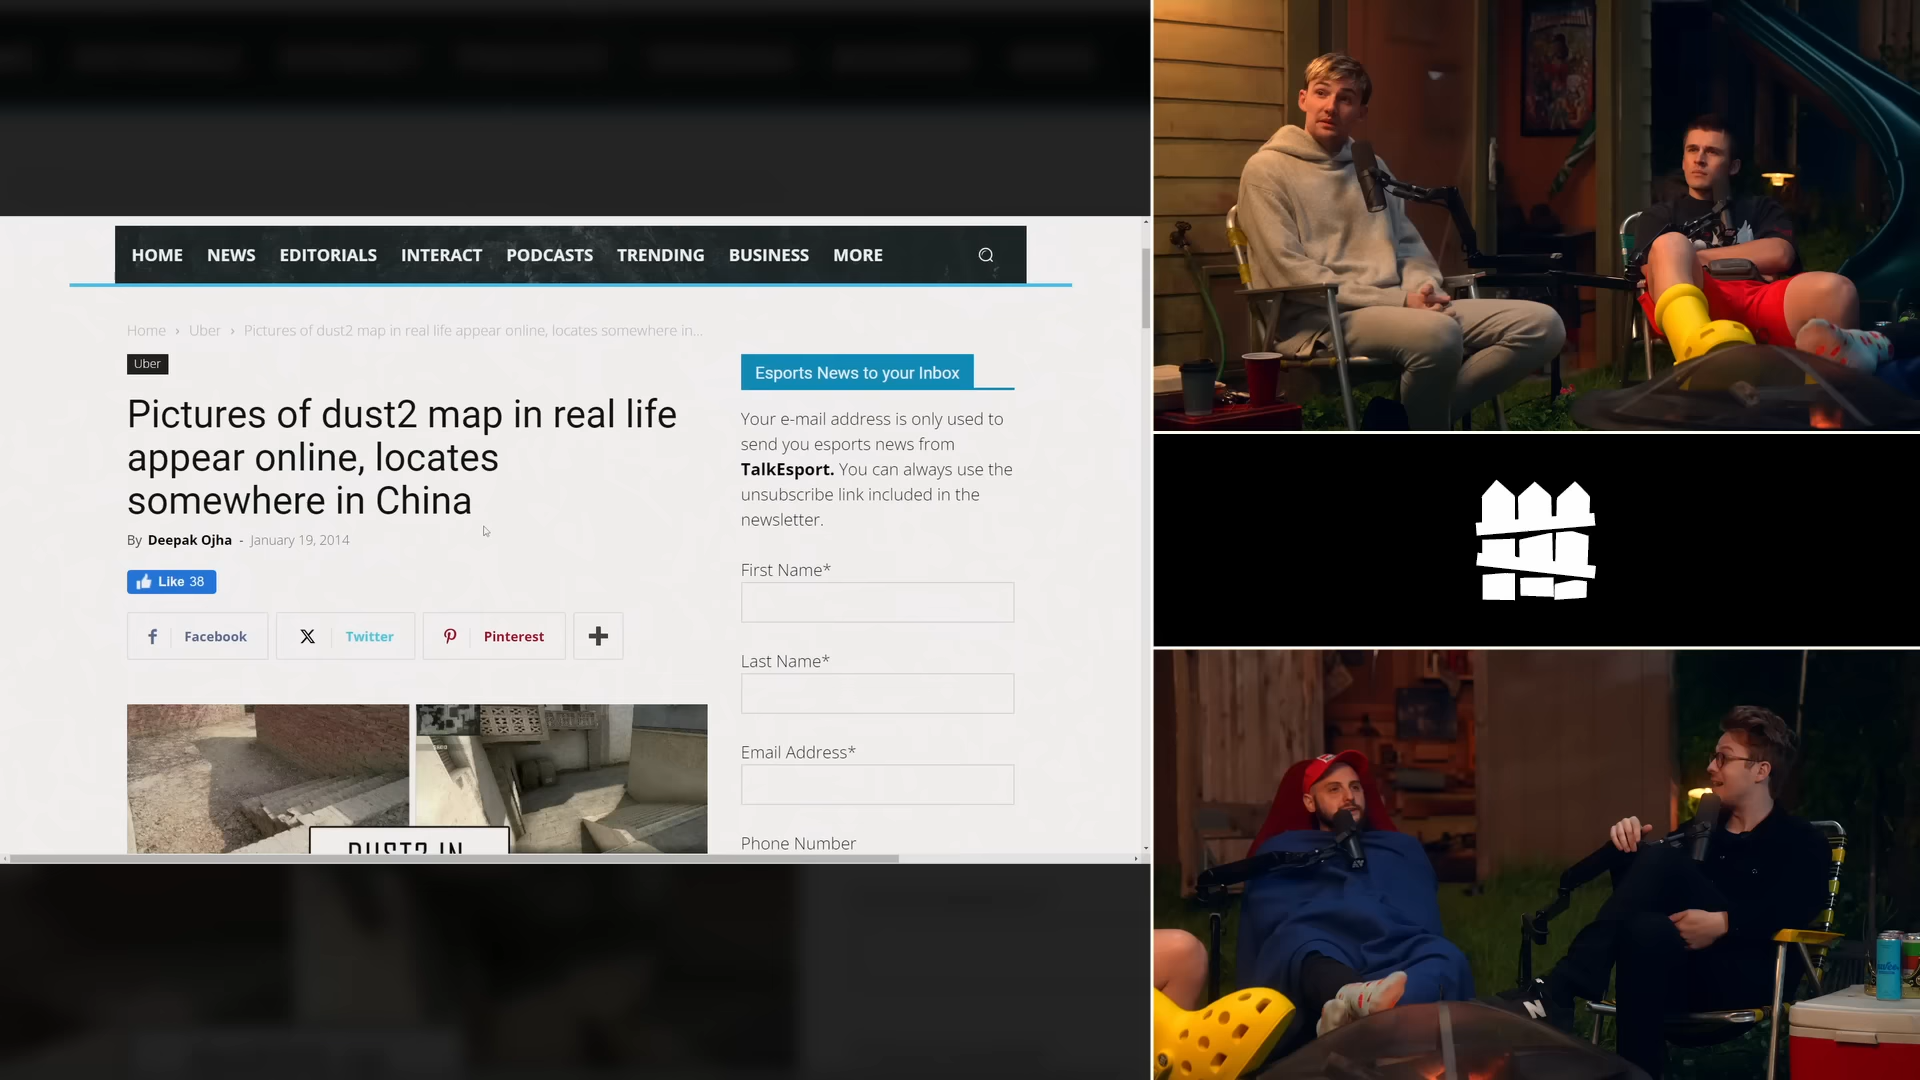 HOME NEWS EDITORIALS INTERACT PODCASTS TRENDING BUSINESS MORE
Home › Uber › Pictures of dust2 map in real life appear online, locates somewhere in...
Uber
Pictures of dust2 map in real life
appear online, locates
somewhere in China
By Deepak Ojha - January 19, 2014
Like 38
Facebook Twitter Pinterest
DUST2 IN
Esports News to your Inbox
Your e-mail address is only used to
send you esports news from
TalkEsport. You can always use the
unsubscribe link included in the
newsletter.
First Name*
Last Name*
Email Address*
Phone Number
N